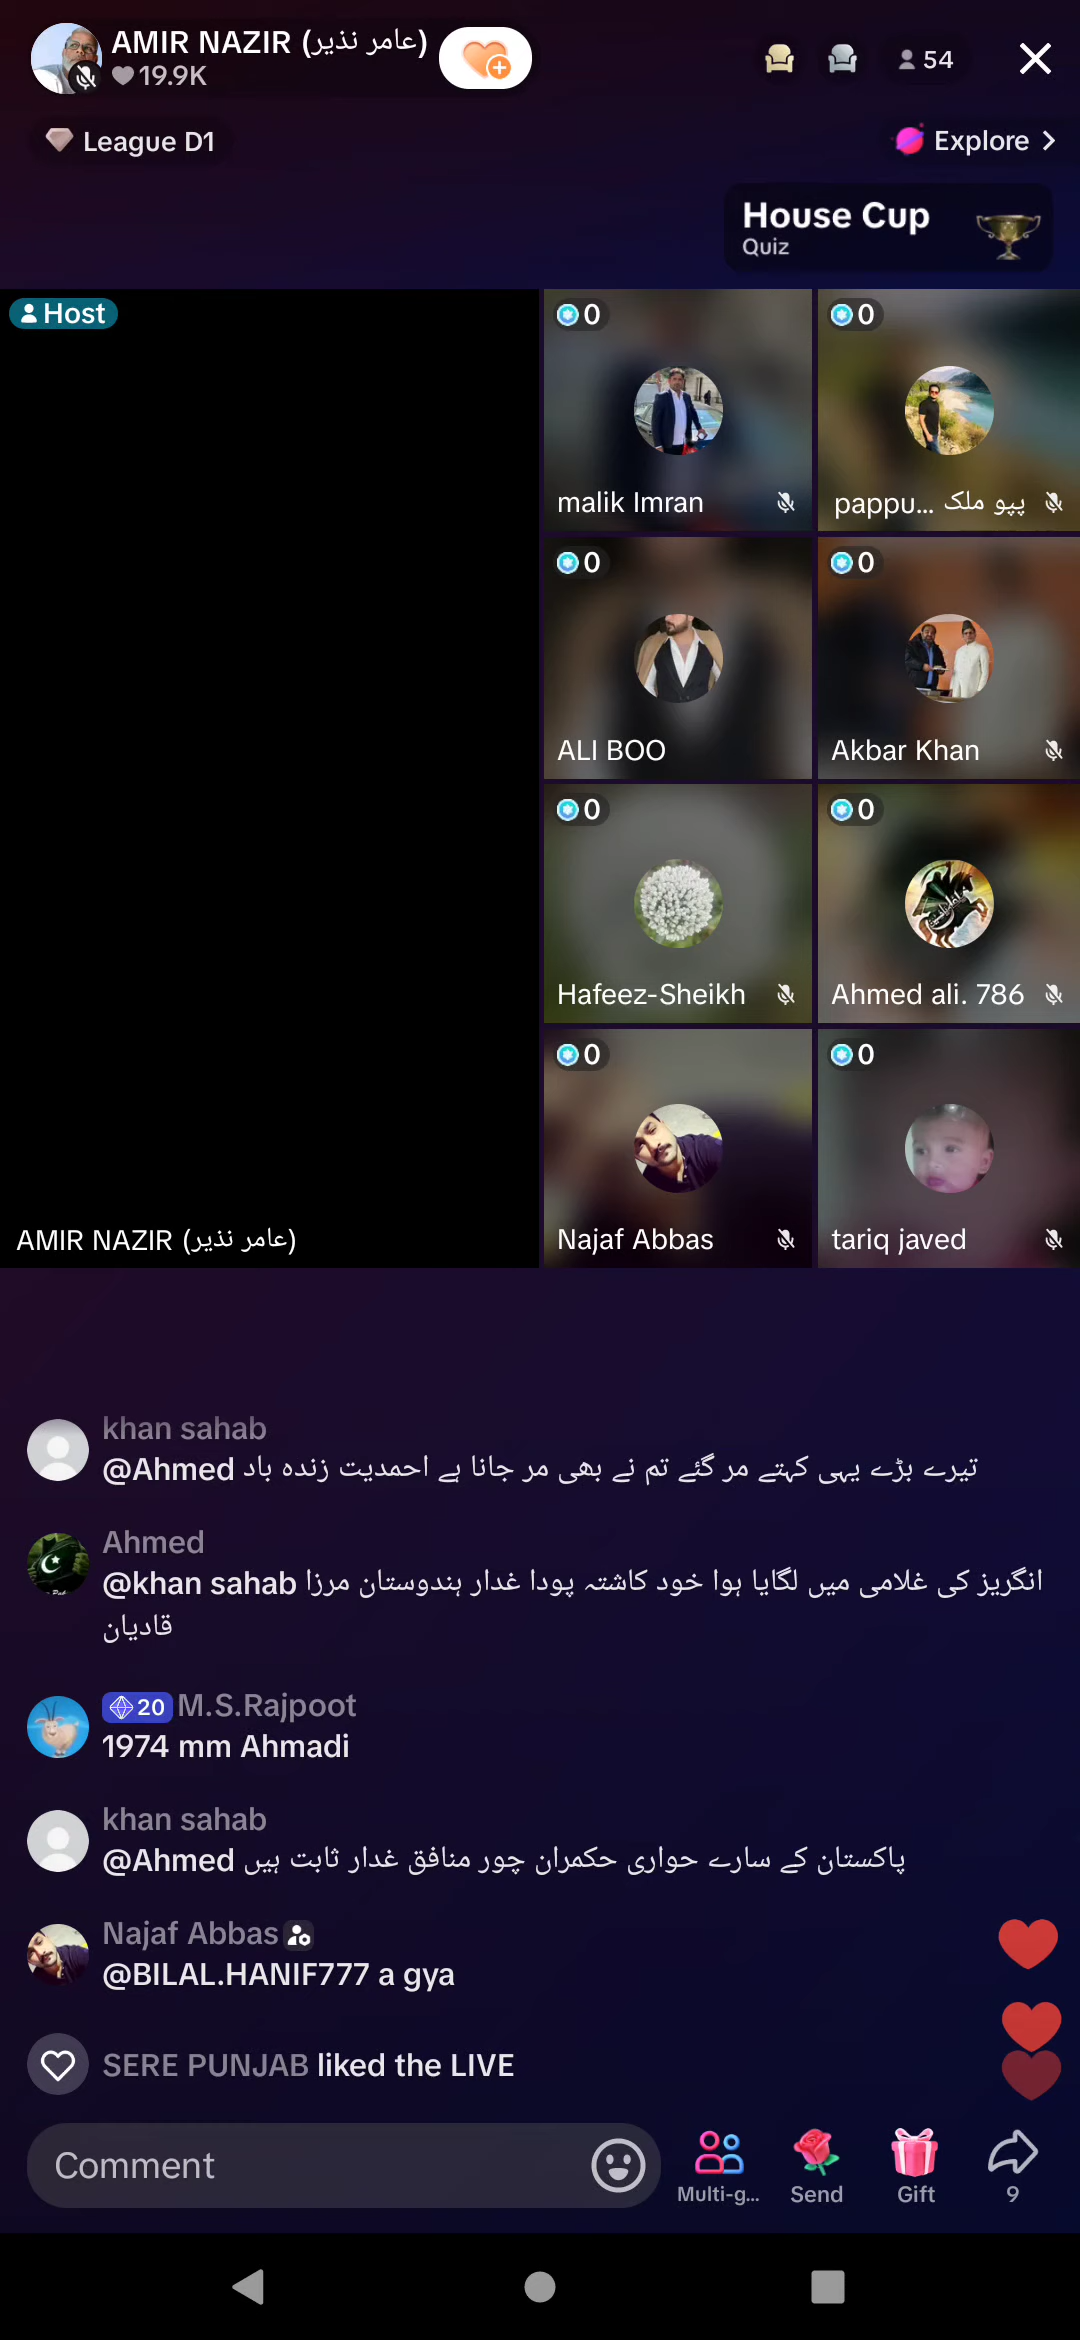 AMIR NAZIR (عامر نذیر)
19.9K
54
League D1
Explore
House Cup
Quiz
Host
0
0
malik Imran
pappu... پپو ملک
0
0
ALI BOO
Akbar Khan
0
0
Hafeez-Sheikh
Ahmed ali. 786
0
0
AMIR NAZIR (عامر نذیر)
Najaf Abbas
tariq javed
khan sahab
@Ahmed تیرے بڑے یہی کہتے مر گئے تم نے بھی مر جانا ہے احمدیت زندہ باد
Ahmed
@khan sahab انگریز کی غلامی میں لگایا ہوا خود کاشتہ پودا غدار ہندوستان مرزا
قادیان
20 M.S.Rajpoot
1974 mm Ahmadi
khan sahab
@Ahmed پاکستان کے سارے حواری حکمران چور منافق غدار ثابت ہیں
Najaf Abbas
@BILAL.HANIF777 a gya
SERE PUNJAB liked the LIVE
Comment
Multi-g...
Send
Gift
9